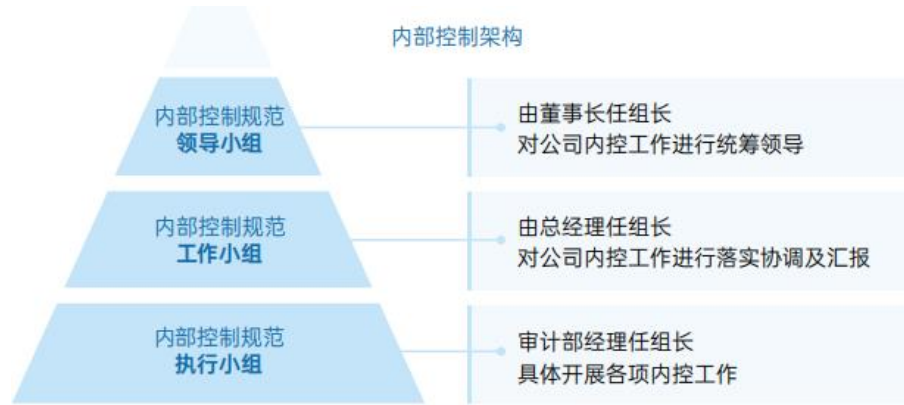 内部控制架构
内部控制规范
领导小组
由董事长任组长
对公司内控工作进行统筹领导
内部控制规范
工作小组
由总经理任组长
对公司内控工作进行落实协调及汇报
内部控制规范
执行小组
审计部经理任组长
具体开展各项内控工作